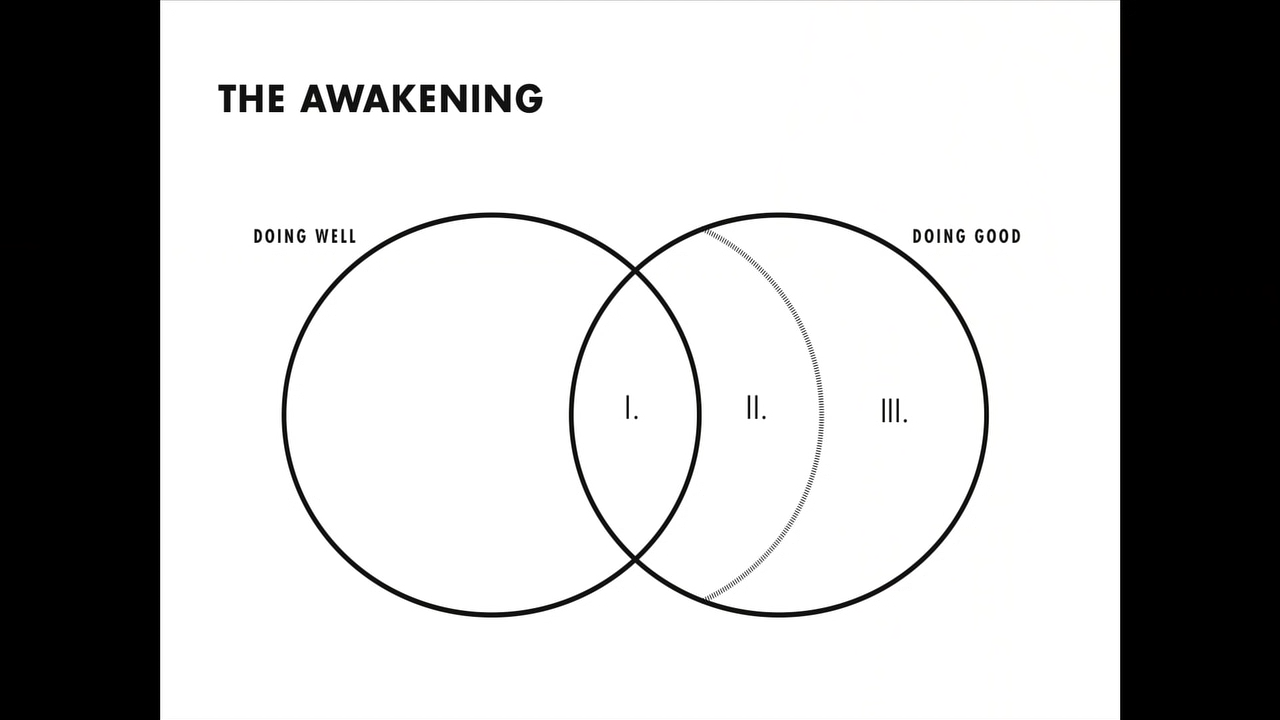 THE AWAKENING
DOING WELL
DOING GOOD
I.
II.
III.